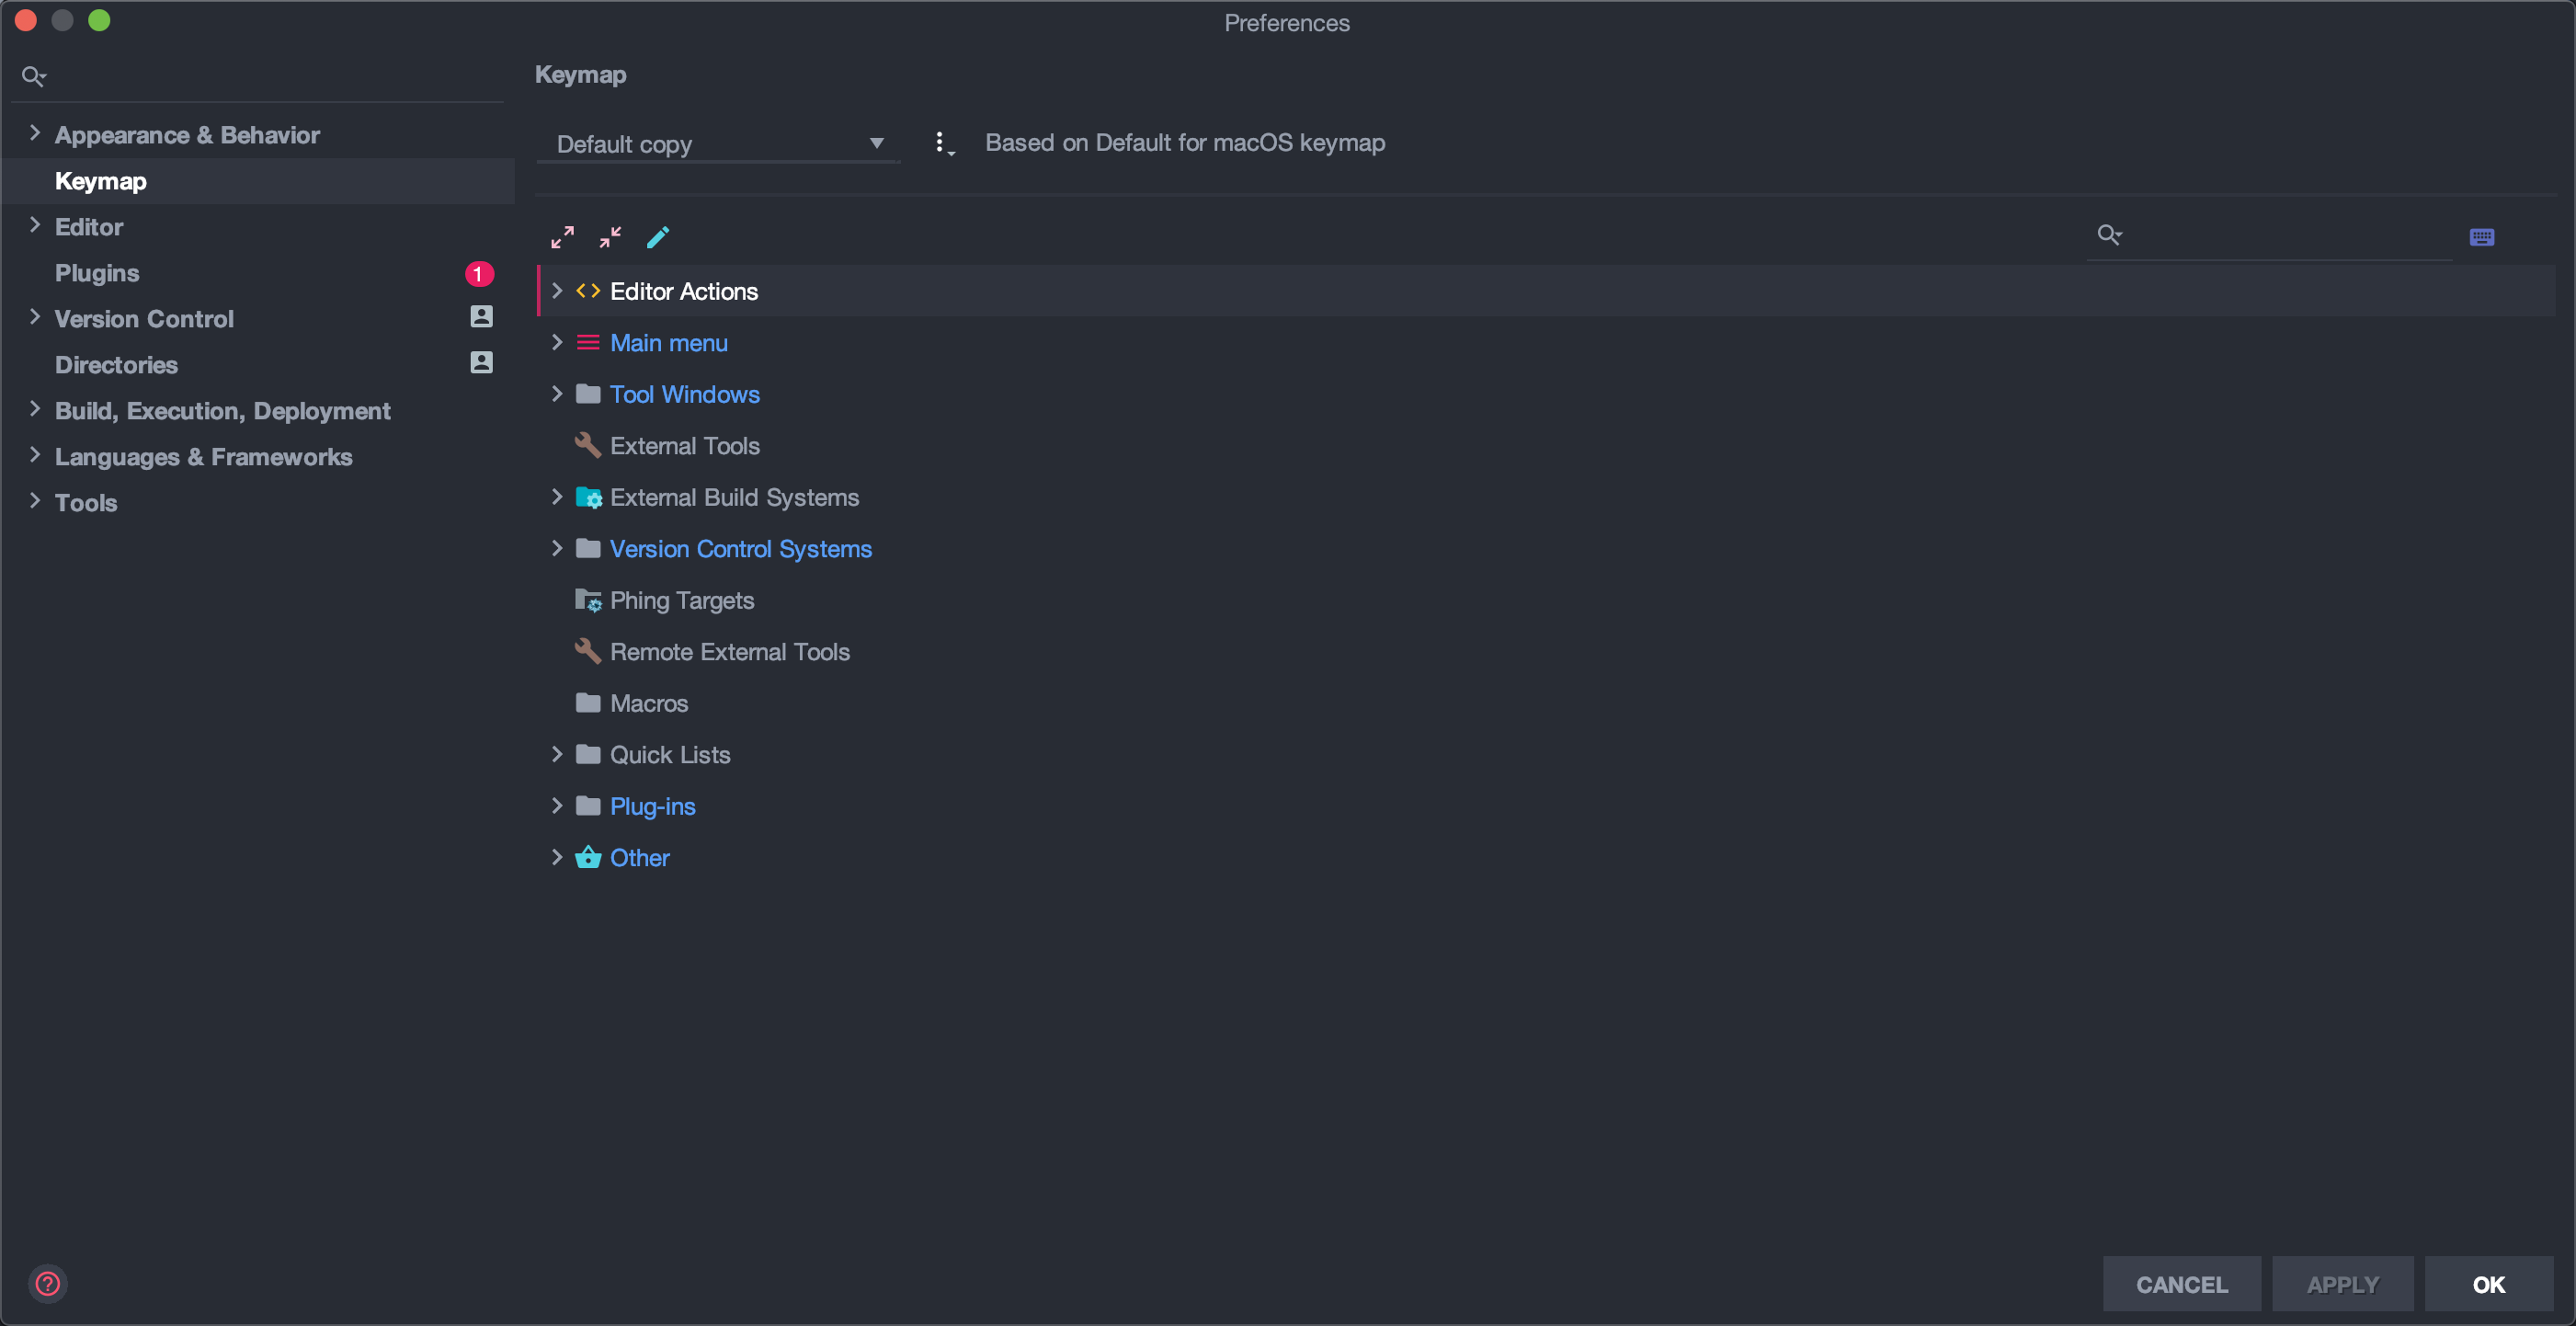 Preferences
Appearance & Behavior
Keymap
Editor
Plugins 1
Version Control
Directories
Build, Execution, Deployment
Languages & Frameworks
Tools
Keymap
Default copy
Based on Default for macOS keymap
Editor Actions
Main menu
Tool Windows
External Tools
External Build Systems
Version Control Systems
Phing Targets
Remote External Tools
Macros
Quick Lists
Plug-ins
Other
?
CANCEL
APPLY
OK